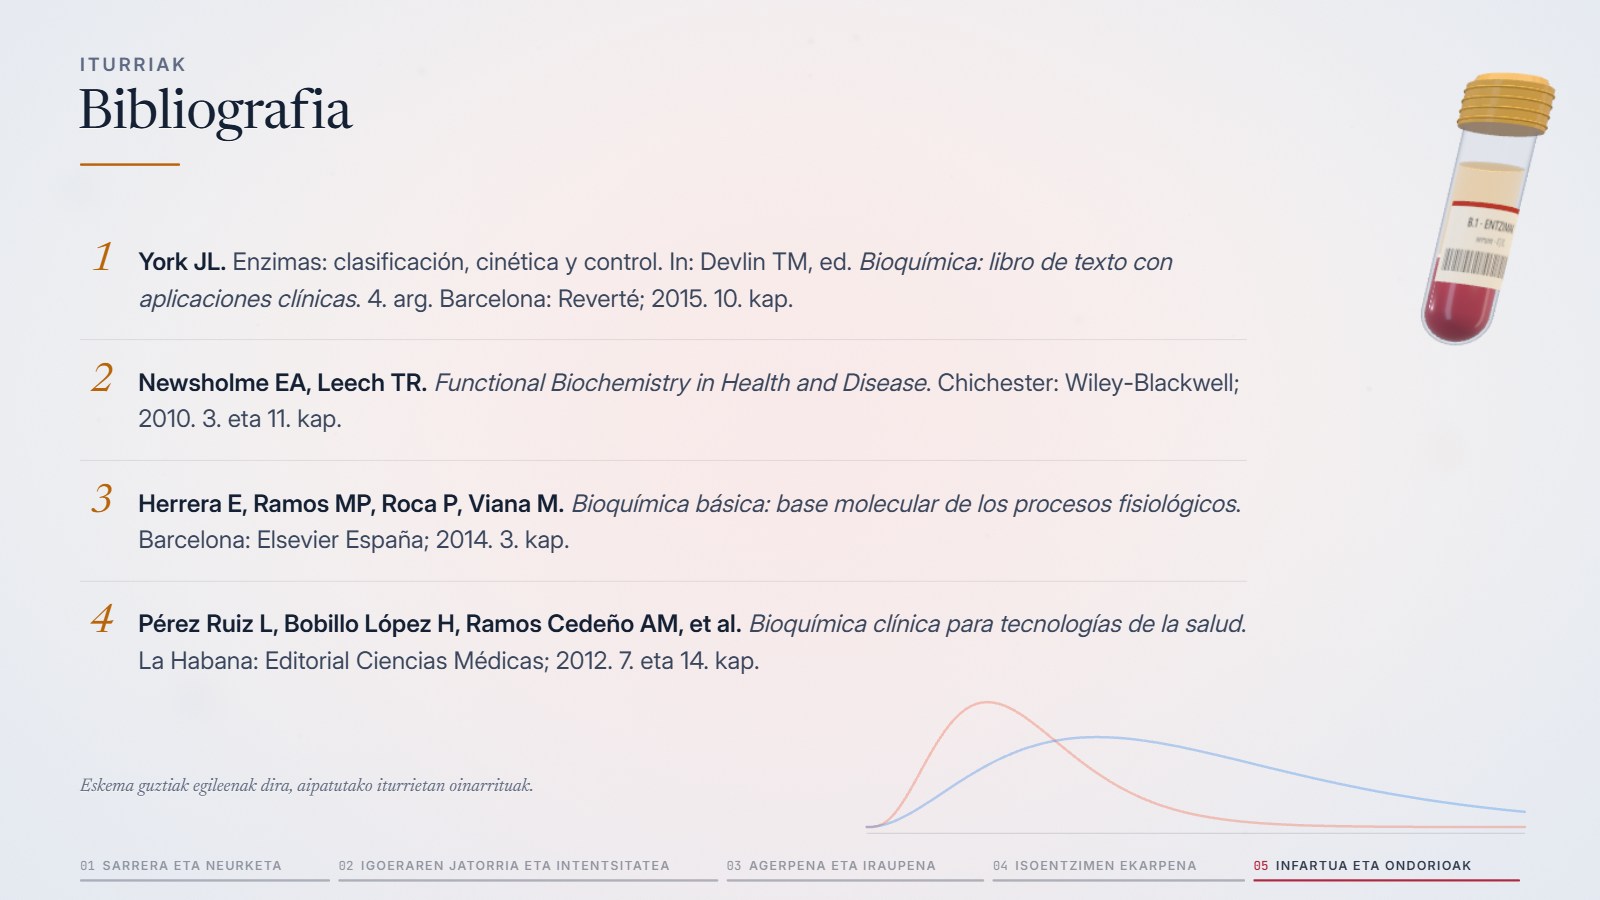 ITURRIAK
Bibliografia
1 York JL. Enzimas: clasificación, cinética y control. In: Devlin TM, ed. Bioquímica: libro de texto con
aplicaciones clínicas. 4. arg. Barcelona: Reverté; 2015. 10. kap.
2 Newsholme EA, Leech TR. Functional Biochemistry in Health and Disease. Chichester: Wiley-Blackwell;
2010. 3. eta 11. kap.
3 Herrera E, Ramos MP, Roca P, Viana M. Bioquímica básica: base molecular de los procesos fisiológicos.
Barcelona: Elsevier España; 2014. 3. kap.
4 Pérez Ruiz L, Bobillo López H, Ramos Cedeño AM, et al. Bioquímica clínica para tecnologías de la salud.
La Habana: Editorial Ciencias Médicas; 2012. 7. eta 14. kap.
B.1 ·
Eskema guztiak egileenak dira, aipatutako iturrietan oinarrituak.
01 SARRERA ETA NEURKETA
02 IGOERAREN JATORRIA ETA INTENTSITATEA
03 AGERPENA ETA IRAUPENA
04 ISOENTZIMEN EKARPENA
05 INFARTUA ETA ONDORIOAK